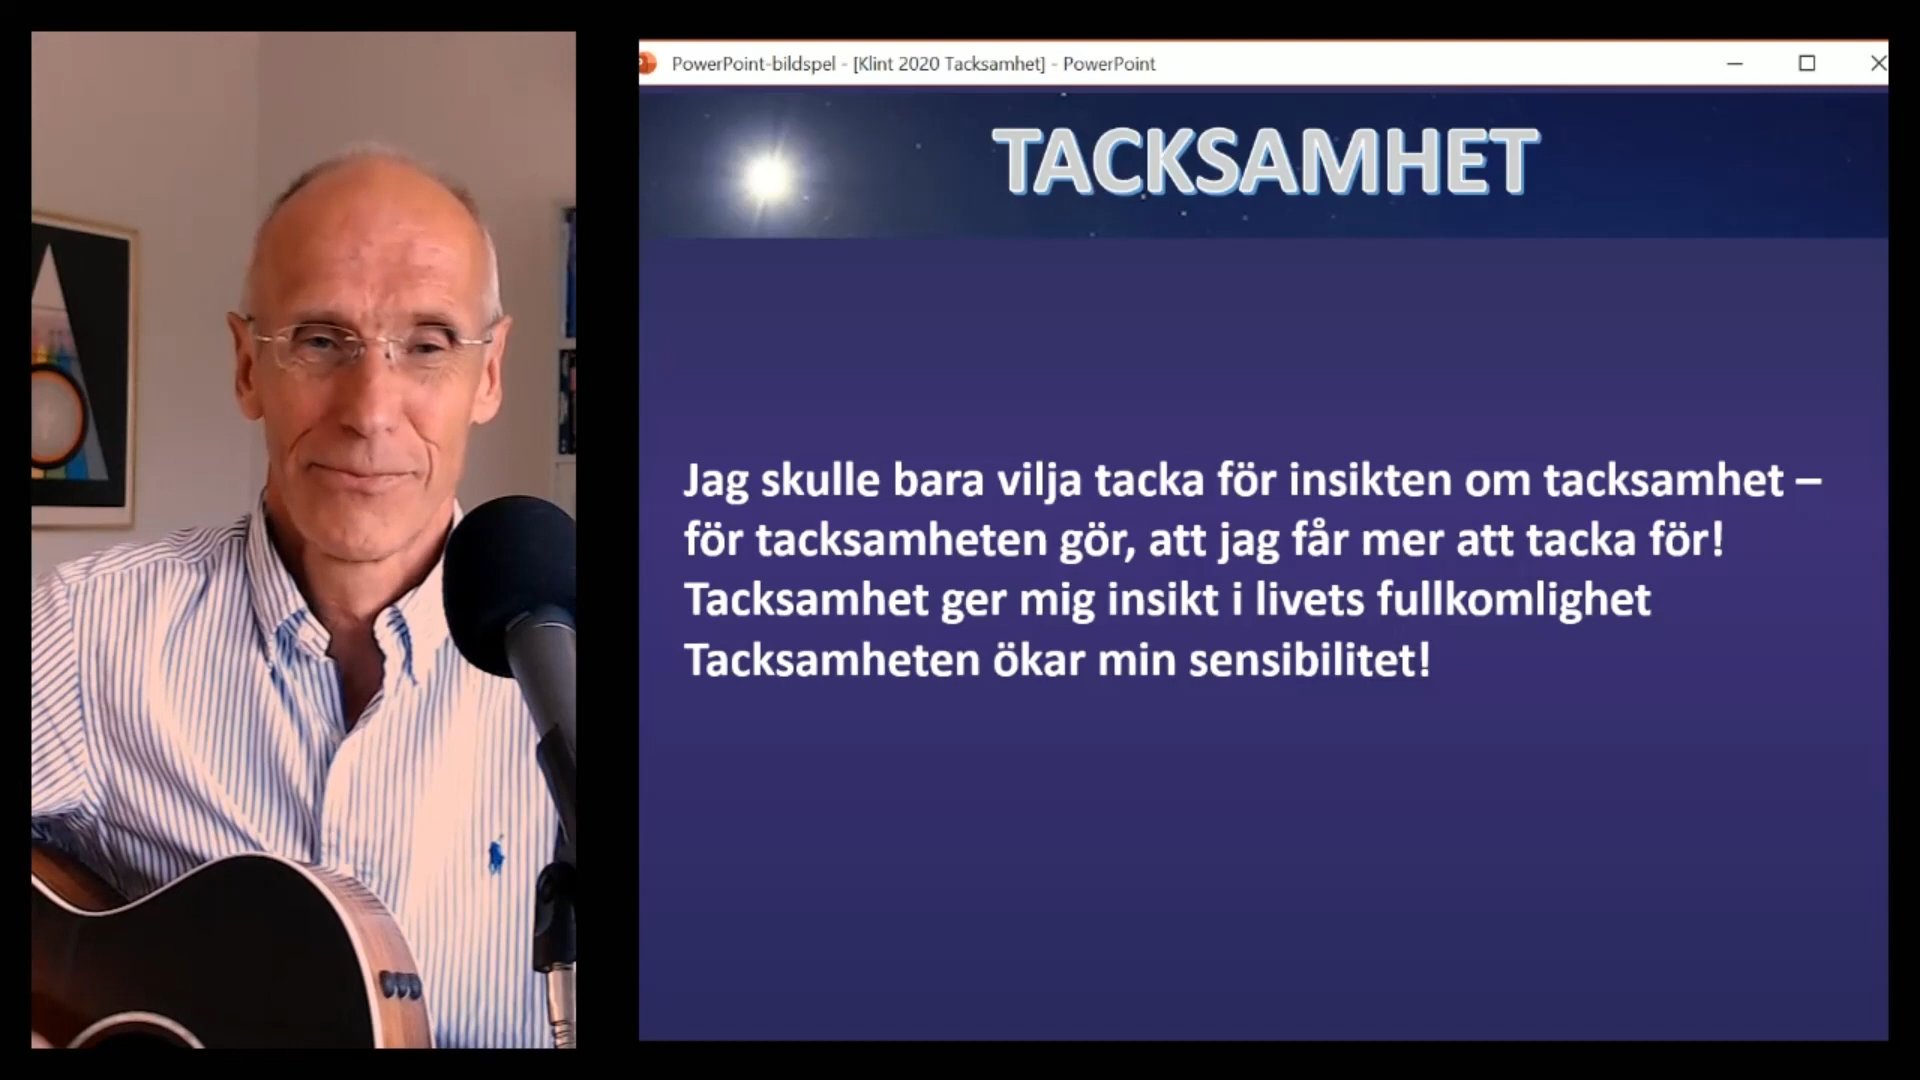 PowerPoint-bildspel - [Klint 2020 Tacksamhet] - PowerPoint
TACKSAMHET
Jag skulle bara vilja tacka för insikten om tacksamhet –
för tacksamheten gör, att jag får mer att tacka för!
Tacksamhet ger mig insikt i livets fullkomlighet
Tacksamheten ökar min sensibilitet!